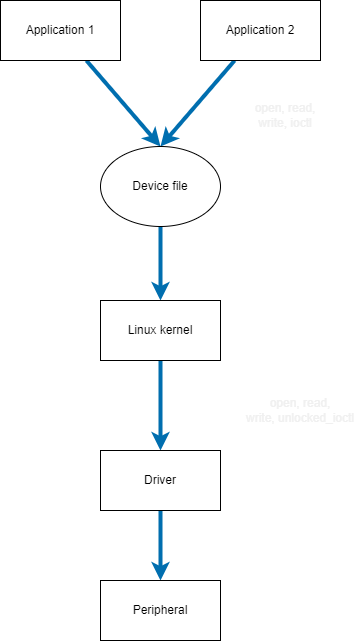 Application 1
Application 2
open, read,
write, ioctl
Device file
Linux kernel
open, read,
write, unlocked_ioctl
Driver
Peripheral